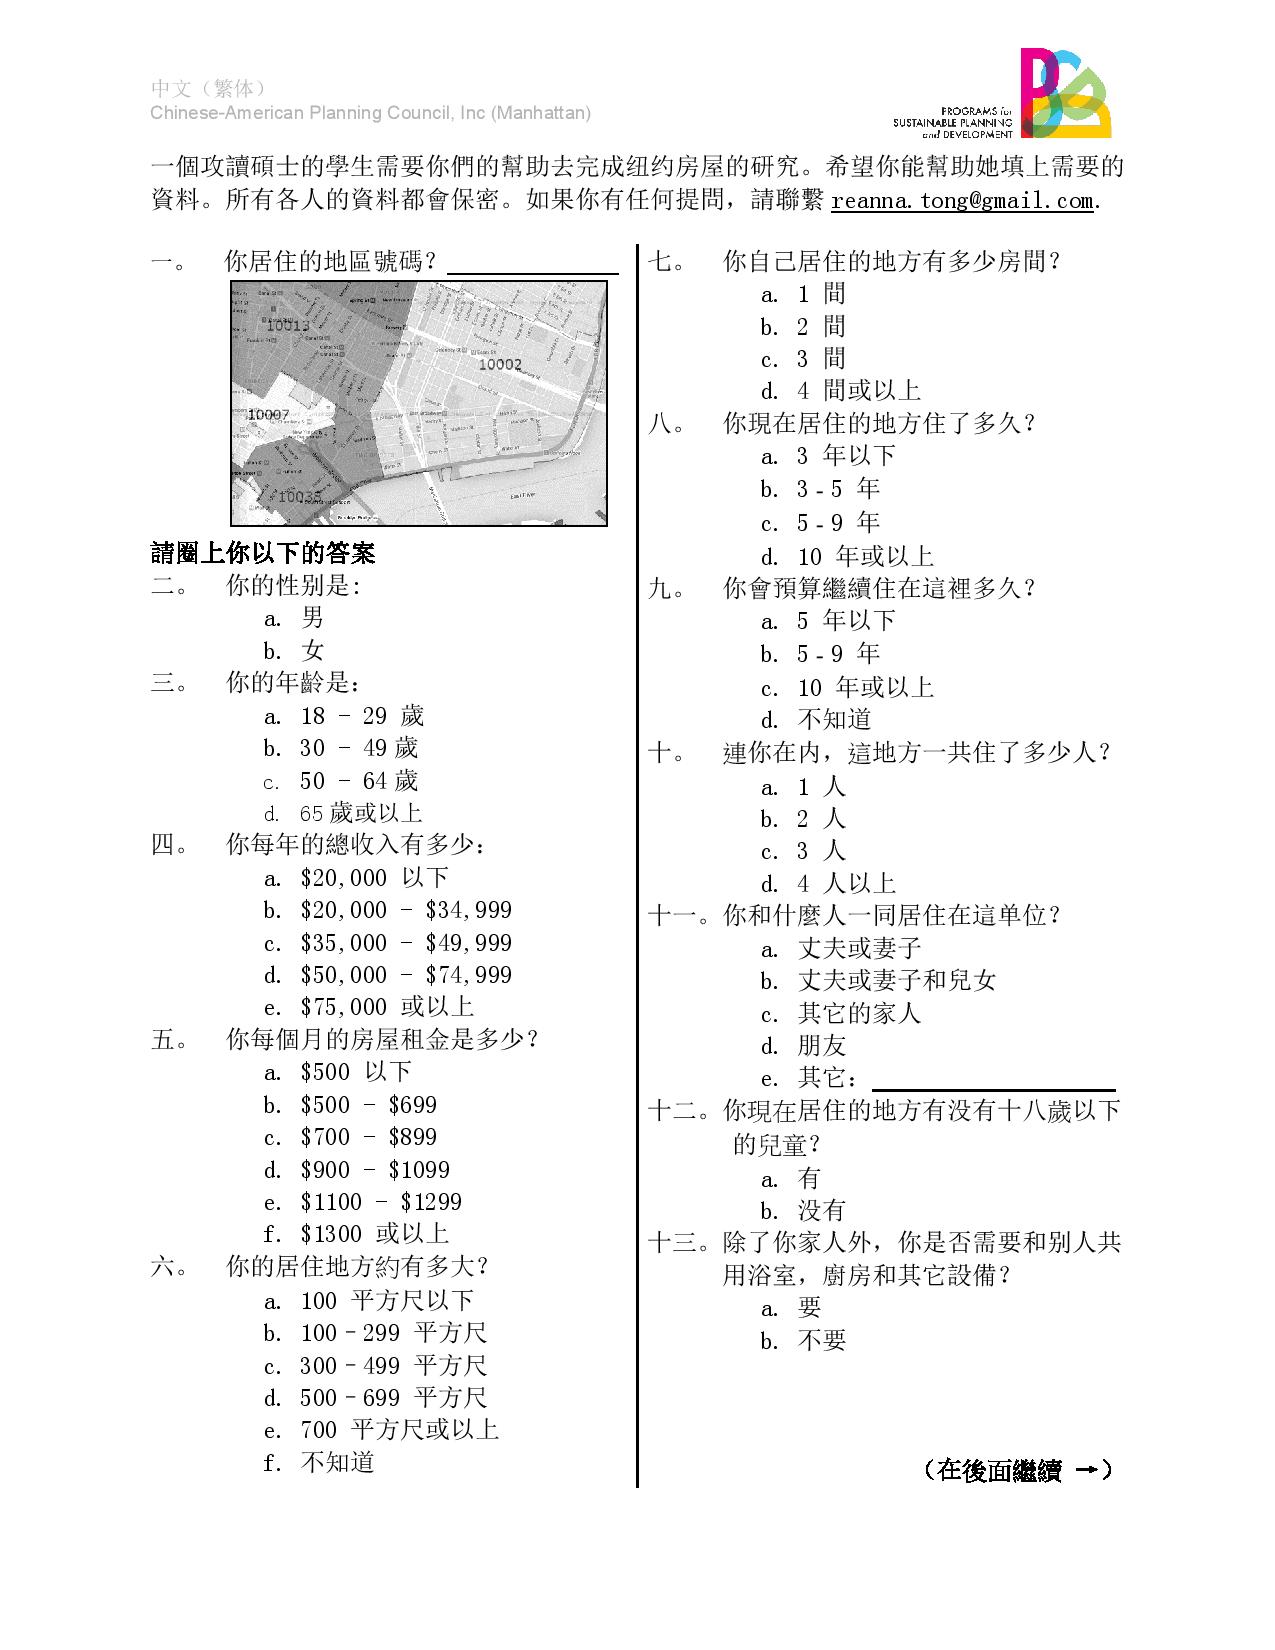 中文（繁体）
Chinese-American Planning Council, Inc (Manhattan)
PROGRAMS for
SUSTAINABLE PLANNING
and DEVELOPMENT
一個攻讀碩士的學生需要你們的幫助去完成纽约房屋的研究。希望你能幫助她填上需要的
資料。所有各人的資料都會保密。如果你有任何提問，請聯繫 reanna.tong@gmail.com.
一。 你居住的地區號碼？
10013
10002
10007
10038
East River
請圈上你以下的答案
二。 你的性别是：
a. 男
b. 女
三。 你的年齡是：
a. 18 - 29 歲
b. 30 - 49 歲
c. 50 - 64 歲
d. 65 歲或以上
四。 你每年的總收入有多少：
a. $20,000 以下
b. $20,000 - $34,999
c. $35,000 - $49,999
d. $50,000 - $74,999
e. $75,000 或以上
五。 你每個月的房屋租金是多少？
a. $500 以下
b. $500 - $699
c. $700 - $899
d. $900 - $1099
e. $1100 - $1299
f. $1300 或以上
六。 你的居住地方約有多大？
a. 100 平方尺以下
b. 100-299 平方尺
c. 300-499 平方尺
d. 500-699 平方尺
e. 700 平方尺或以上
f. 不知道
七。 你自己居住的地方有多少房間？
a. 1 間
b. 2 間
c. 3 間
d. 4 間或以上
八。 你現在居住的地方住了多久？
a. 3 年以下
b. 3-5 年
c. 5-9 年
d. 10 年或以上
九。 你會預算繼續住在這裡多久？
a. 5 年以下
b. 5-9 年
c. 10 年或以上
d. 不知道
十。 連你在内，這地方一共住了多少人？
a. 1 人
b. 2 人
c. 3 人
d. 4 人以上
十一。你和什麼人一同居住在這单位？
a. 丈夫或妻子
b. 丈夫或妻子和兒女
c. 其它的家人
d. 朋友
e. 其它：
十二。你現在居住的地方有没有十八歲以下
的兒童？
a. 有
b. 没有
十三。除了你家人外，你是否需要和别人共
用浴室，廚房和其它設備？
a. 要
b. 不要
（在後面繼續 →）